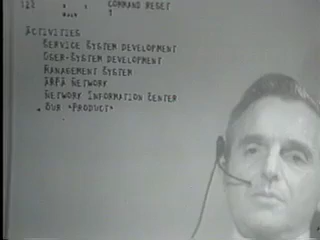 COMMAND RESET
ACTIVITIES
SERVICE SYSTEM DEVELOPMENT
USER-SYSTEM DEVELOPMENT
MANAGEMENT SYSTEM
ARPA NETWORK
NETWORK INFORMATION CENTER
OUR "PRODUCT"